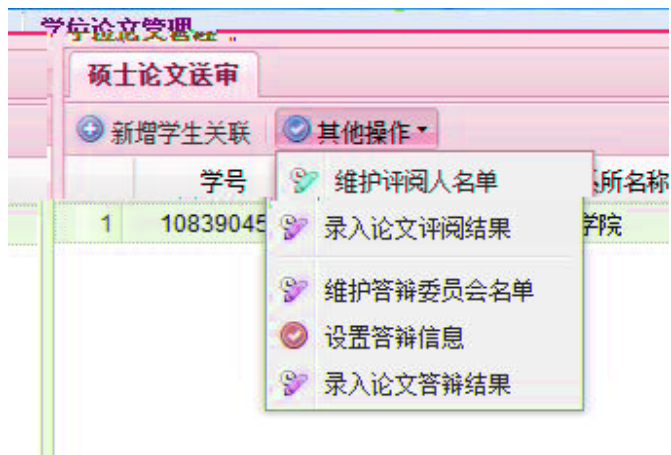 学位论文管理
硕士论文送审
新增学生关联 其他操作
学号 所名称
1 10839045 学院
维护评阅人名单
录入论文评阅结果
维护答辩委员会名单
设置答辩信息
录入论文答辩结果